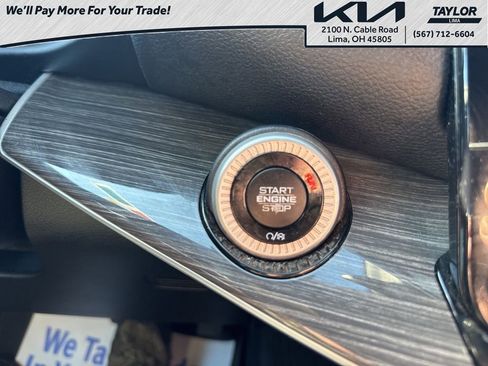 We'll Pay More For Your Trade!
KIA
2100 N. Cable Road
Lima, OH 45805
TAYLOR
LIMA
(567) 712-6604
RUN
START
ENGINE
STOP
We Ta